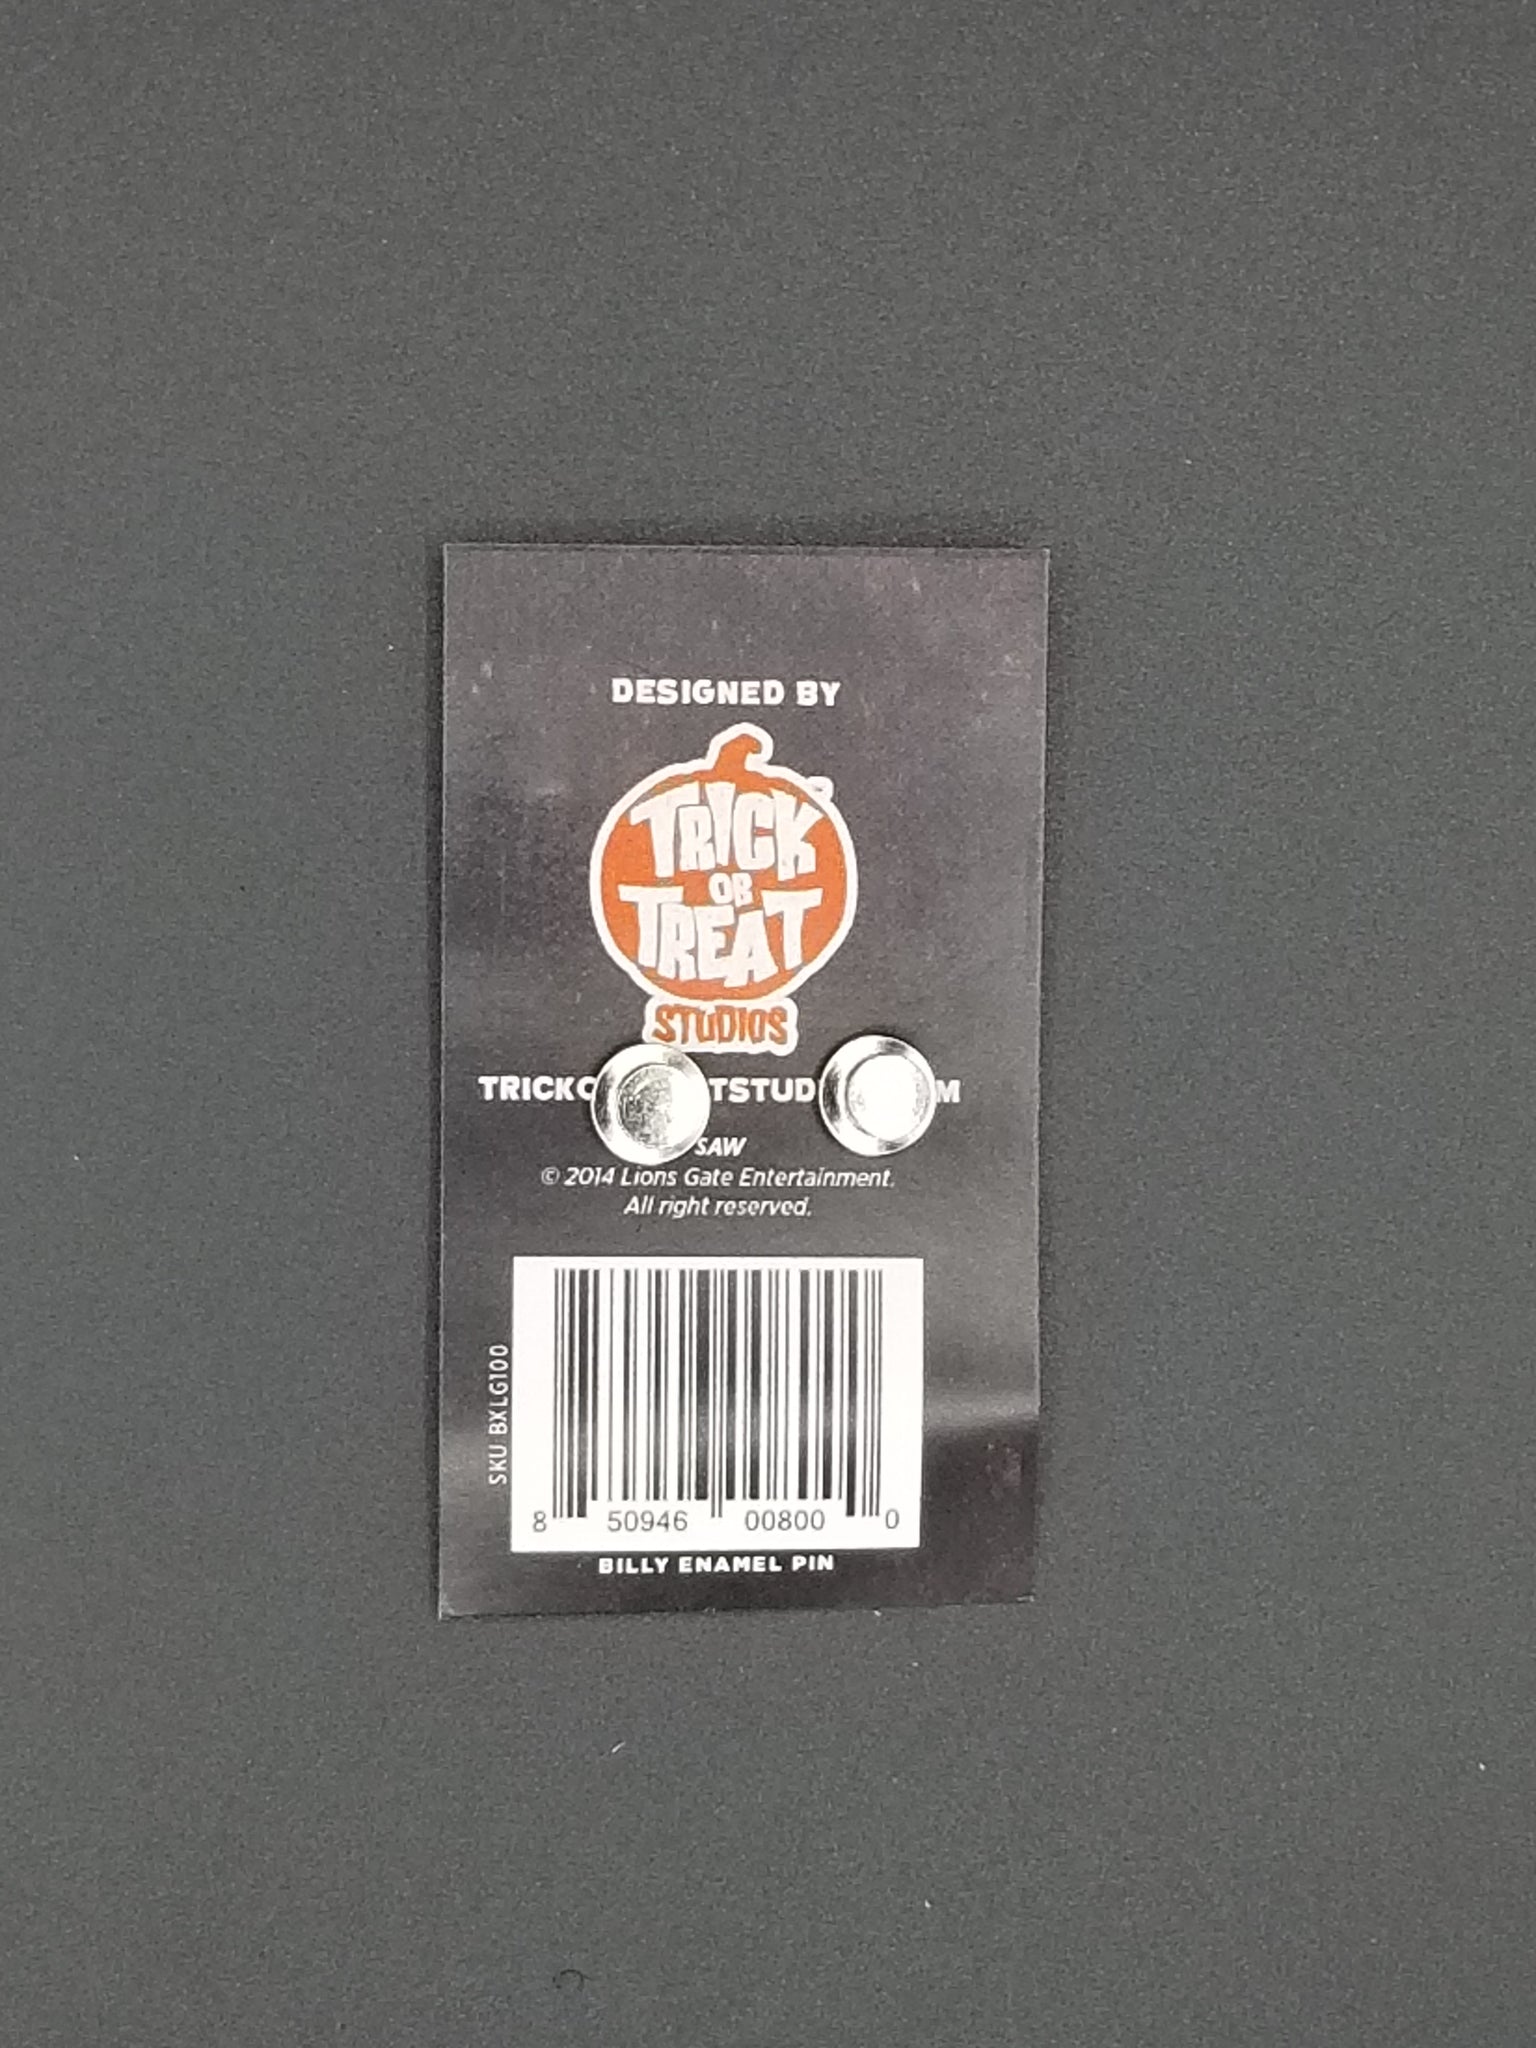 DESIGNED BY
TRICK
OR
TREAT
STUDIOS
SAW
© 2014 Lions Gate Entertainment.
All right reserved.
SKU BXLG100
8 50946 00800 0
BILLY ENAMEL PIN